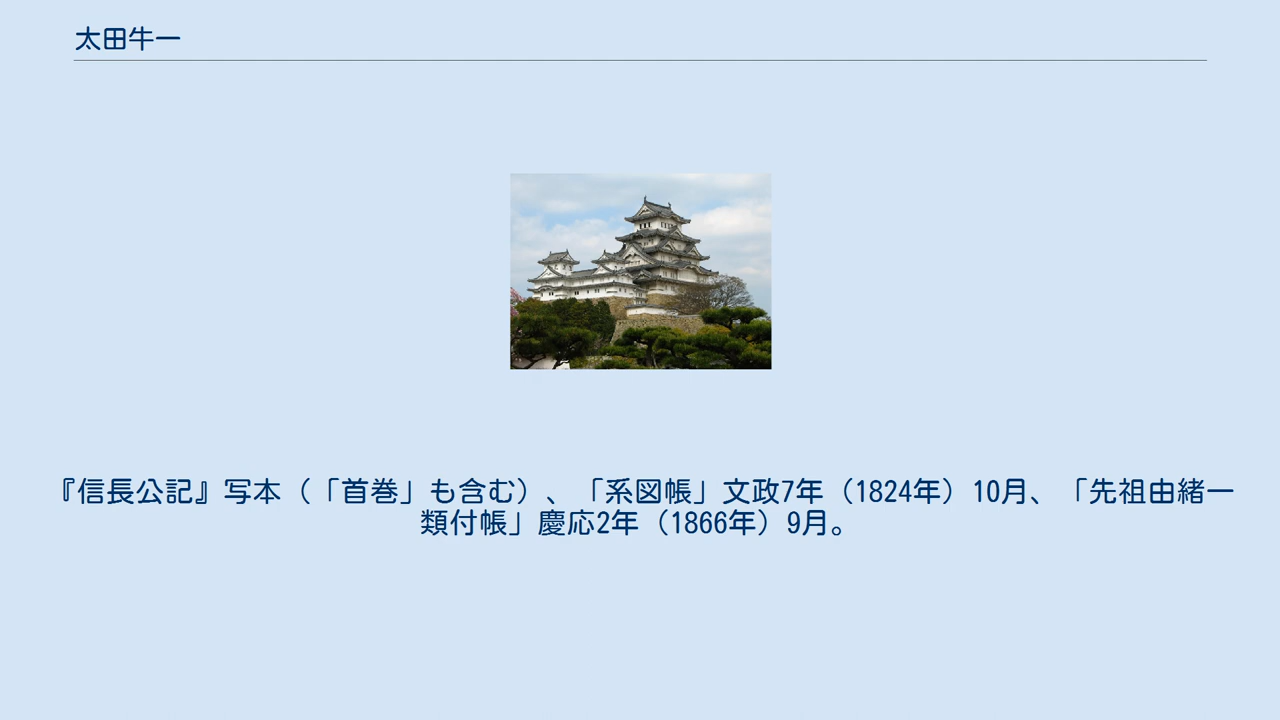 太田牛一
『信長公記』写本（「首巻」も含む）、「系図帳」文政7年（1824年）10月、「先祖由緒一
類付帳」慶応2年（1866年）9月。